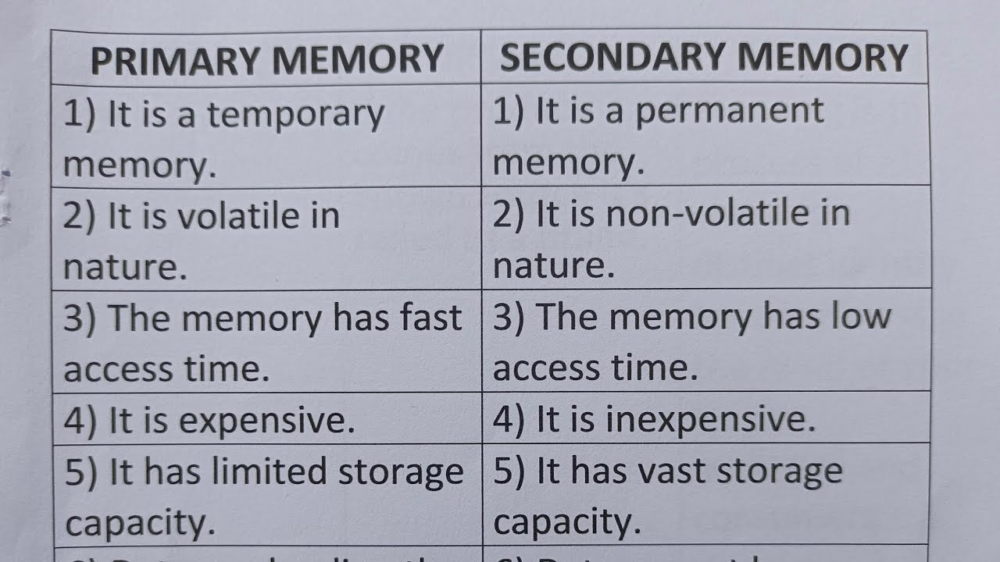 PRIMARY MEMORY
SECONDARY MEMORY
1) It is a temporary
memory.
1) It is a permanent
memory.
2) It is volatile in
nature.
2) It is non-volatile in
nature.
3) The memory has fast
access time.
3) The memory has low
access time.
4) It is expensive.
4) It is inexpensive.
5) It has limited storage
capacity.
5) It has vast storage
capacity.